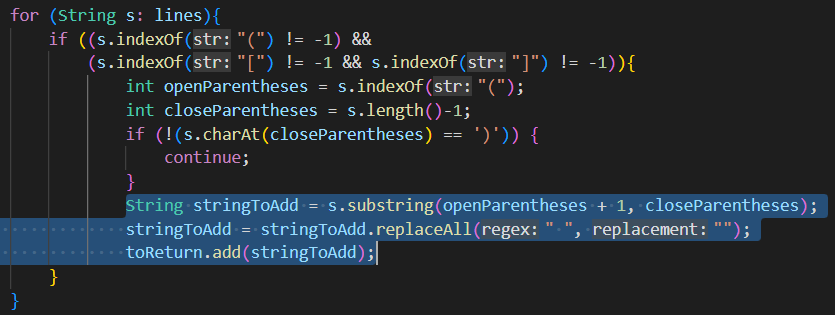 for (String s: lines){
if ((s.indexOf(str: "(") != -1) &&
(s.indexOf(str: "[") != -1 && s.indexOf(str: "]") != -1)){
int openParentheses = s.indexOf(str: "(");
int closeParentheses = s.length()-1;
if (!(s.charAt(closeParentheses) == ')')) {
continue;
}
String stringToAdd = s.substring(openParentheses + 1, closeParentheses);
stringToAdd = stringToAdd.replaceAll(regex: " ", replacement: "");
toReturn.add(stringToAdd);
}
}